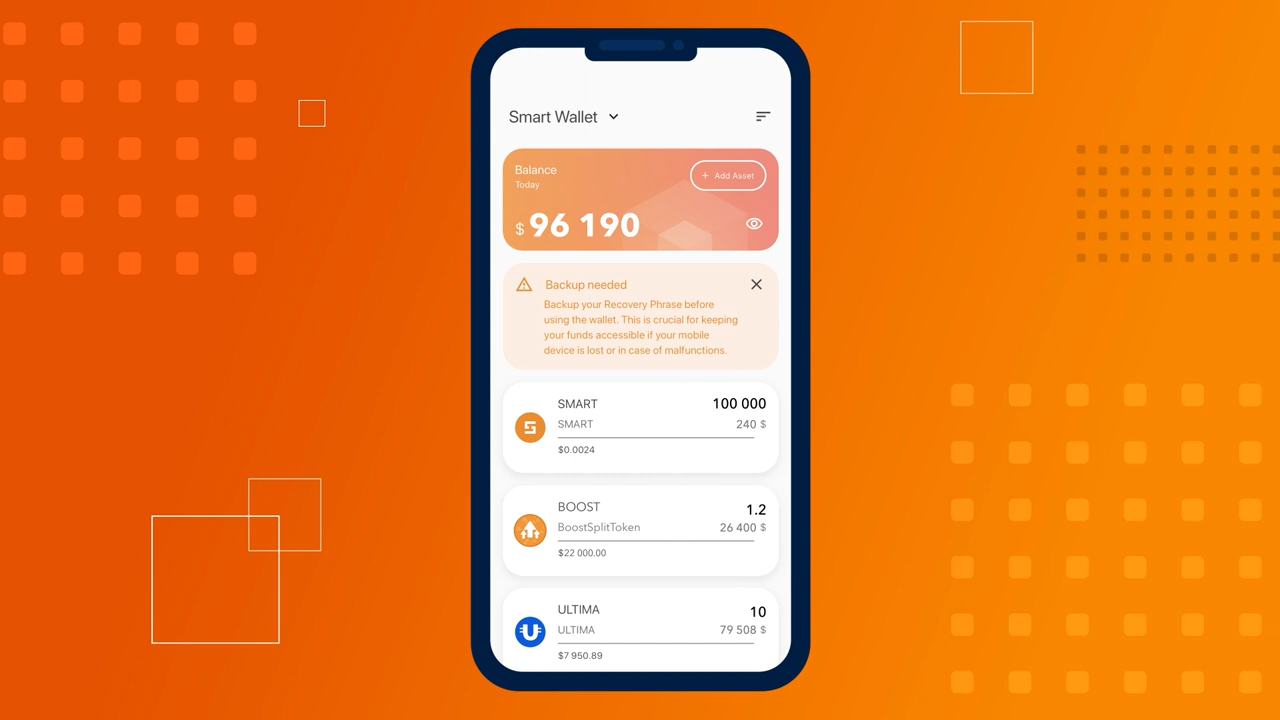 Smart Wallet
Balance
Today
+ Add Asset
$ 96 190
Backup needed
Backup your Recovery Phrase before
using the wallet. This is crucial for keeping
your funds accessible if your mobile
device is lost or in case of malfunctions.
SMART 100 000
SMART 240 $
$0.0024
BOOST 1.2
BoostSplitToken 26 400 $
$22 000.00
ULTIMA 10
ULTIMA 79 508 $
$7 950.89